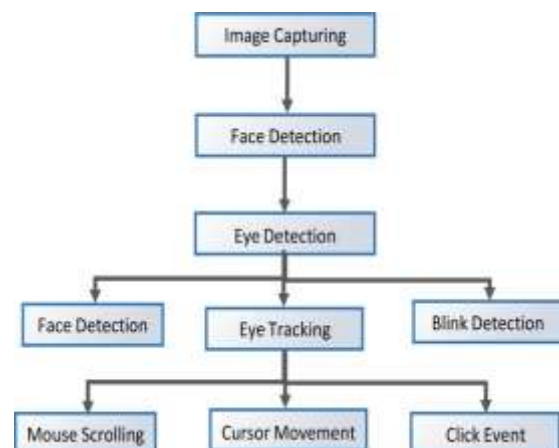 Image Capturing
Face Detection
Eye Detection
Face Detection
Eye Tracking
Blink Detection
Mouse Scrolling
Cursor Movement
Click Event